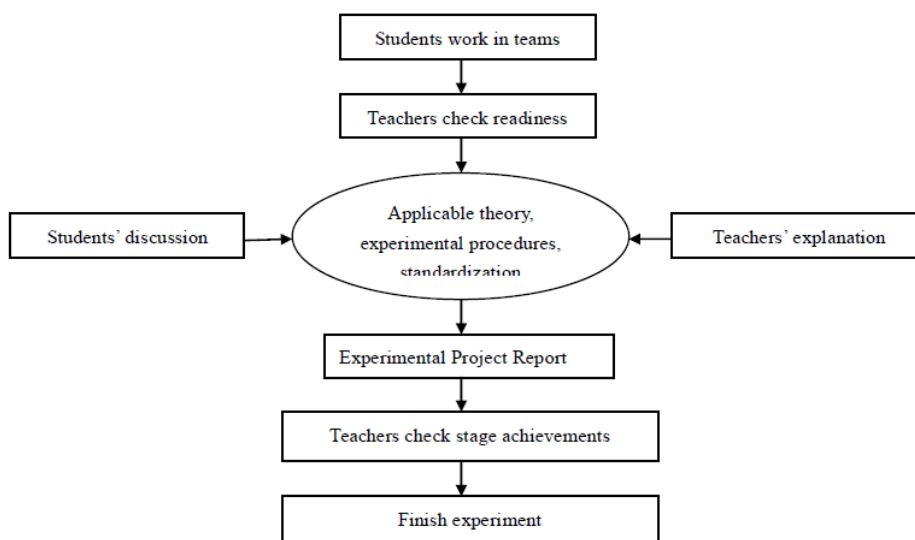 Students work in teams
Teachers check readiness
Applicable theory,
experimental procedures,
standardization
Students’ discussion
Teachers’ explanation
Experimental Project Report
Teachers check stage achievements
Finish experiment